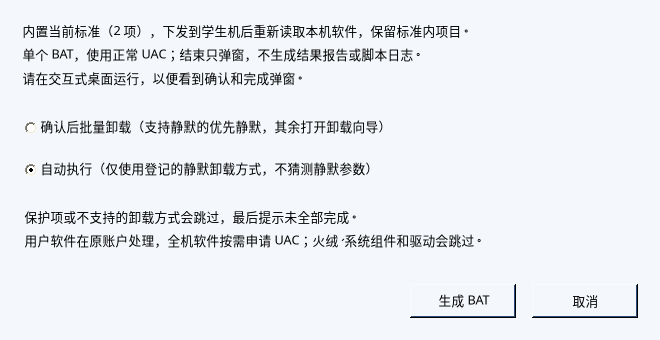 内置当前标准（2 项），下发到学生机后重新读取本机软件，保留标准内项目。
单个 BAT，使用正常 UAC；结束只弹窗，不生成结果报告或脚本日志。
请在交互式桌面运行，以便看到确认和完成弹窗。
确认后批量卸载（支持静默的优先静默，其余打开卸载向导）
自动执行（仅使用登记的静默卸载方式，不猜测静默参数）
保护项或不支持的卸载方式会跳过，最后提示未全部完成。
用户软件在原账户处理，全机软件按需申请 UAC；火绒·系统组件和驱动会跳过。
生成 BAT
取消